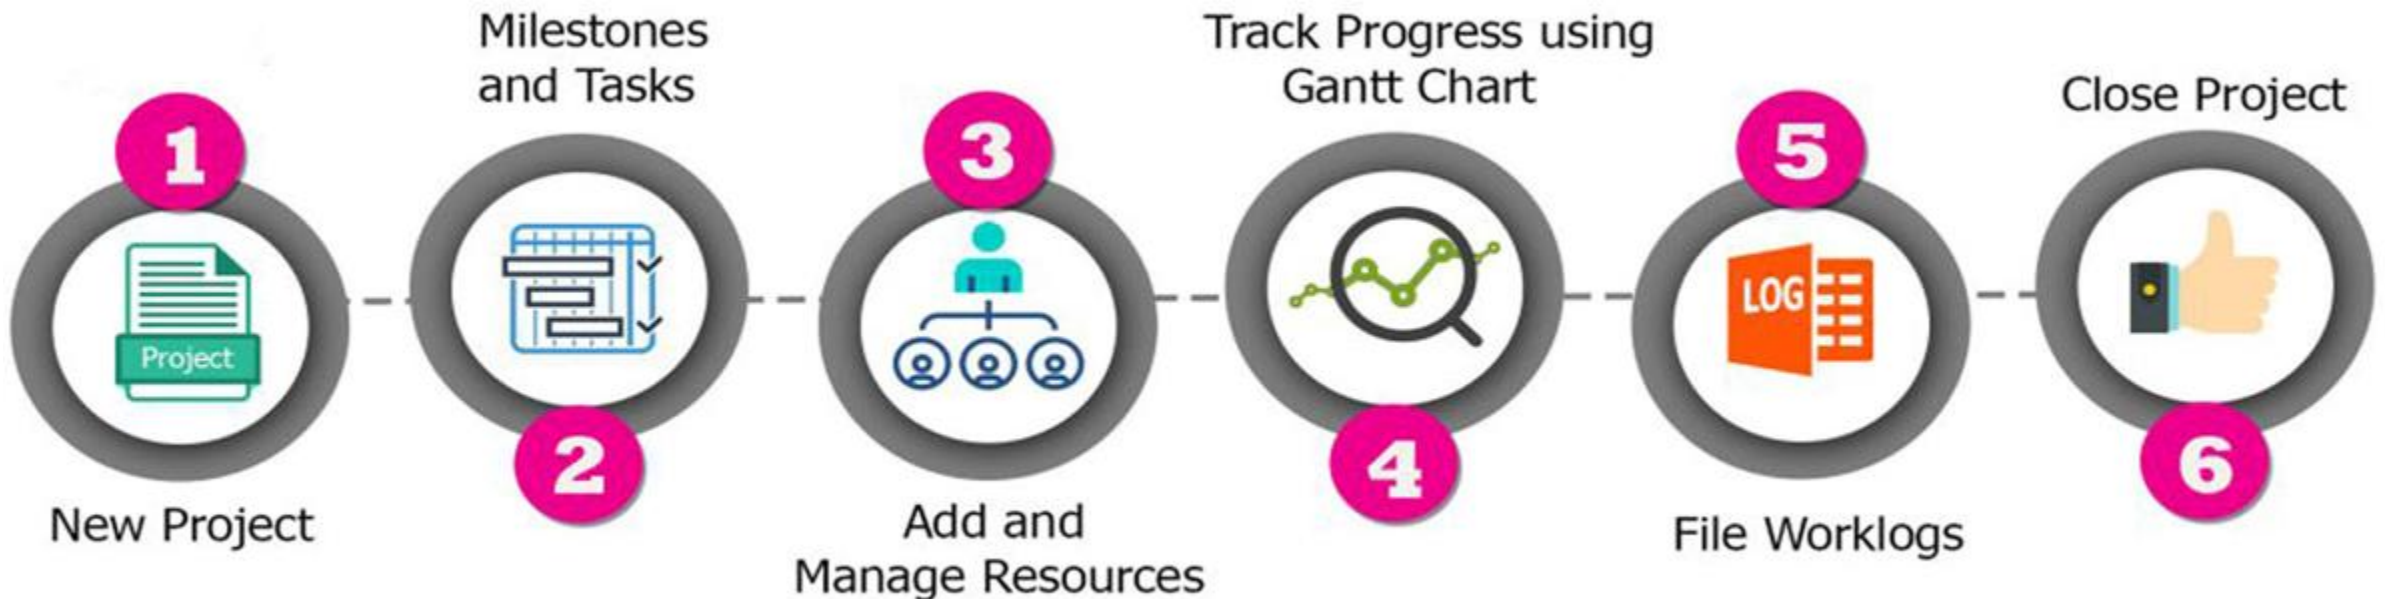 1
Project
New Project
Milestones
and Tasks
2
3
Add and
Manage Resources
Track Progress using
Gantt Chart
4
5
LOG
File Worklogs
Close Project
6